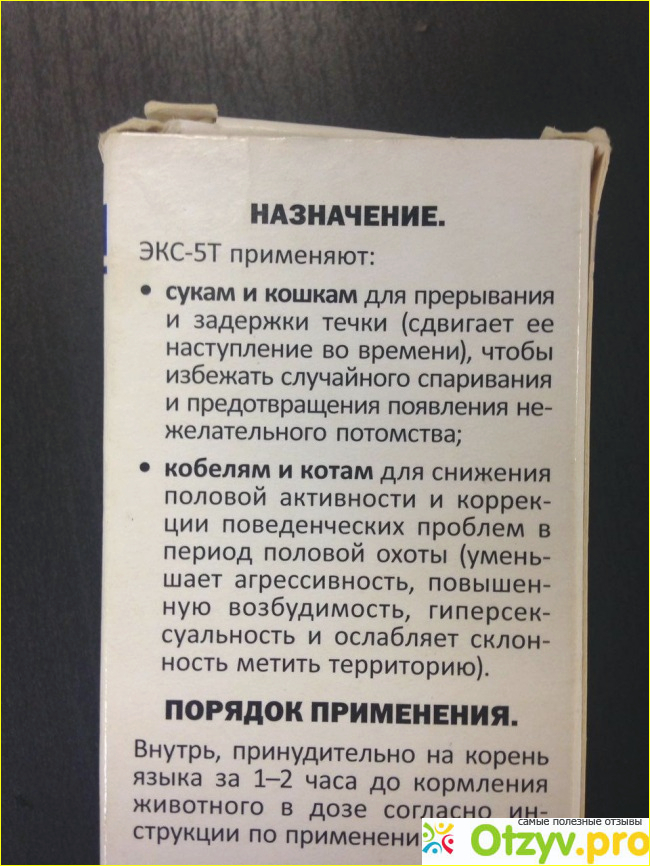 НАЗНАЧЕНИЕ.
ЭКС-5Т применяют:
• сукам и кошкам для прерывания
и задержки течки (сдвигает ее
наступление во времени), чтобы
избежать случайного спаривания
и предотвращения появления не-
желательного потомства;
• кобелям и котам для снижения
половой активности и коррек-
ции поведенческих проблем в
период половой охоты (умень-
шает агрессивность, повышен-
ную возбудимость, гиперсек-
суальность и ослабляет склон-
ность метить территорию).
ПОРЯДОК ПРИМЕНЕНИЯ.
Внутрь, принудительно на корень
языка за 1–2 часа до кормления
животного в дозе согласно ин-
струкции по применени
самые полезные отзывы
Otzyv.pro